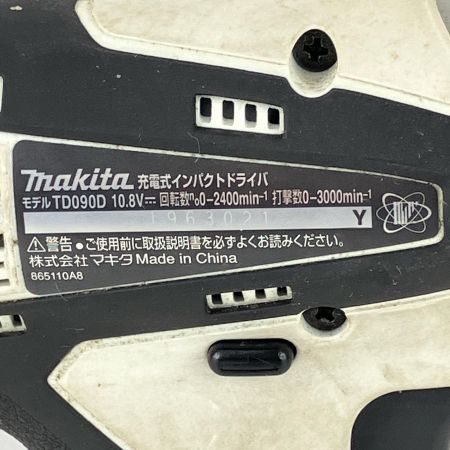 makita 充電式インパクトドライバ
モデル TD090D 10.8V⎓ 回転数n₀0-2400min⁻¹ 打撃数0-3000min⁻¹
1963021 Y
⚠警告 ●ご使用前に取扱説明書を必ずよくお読みください。
株式会社マキタ Made in China
865110A8